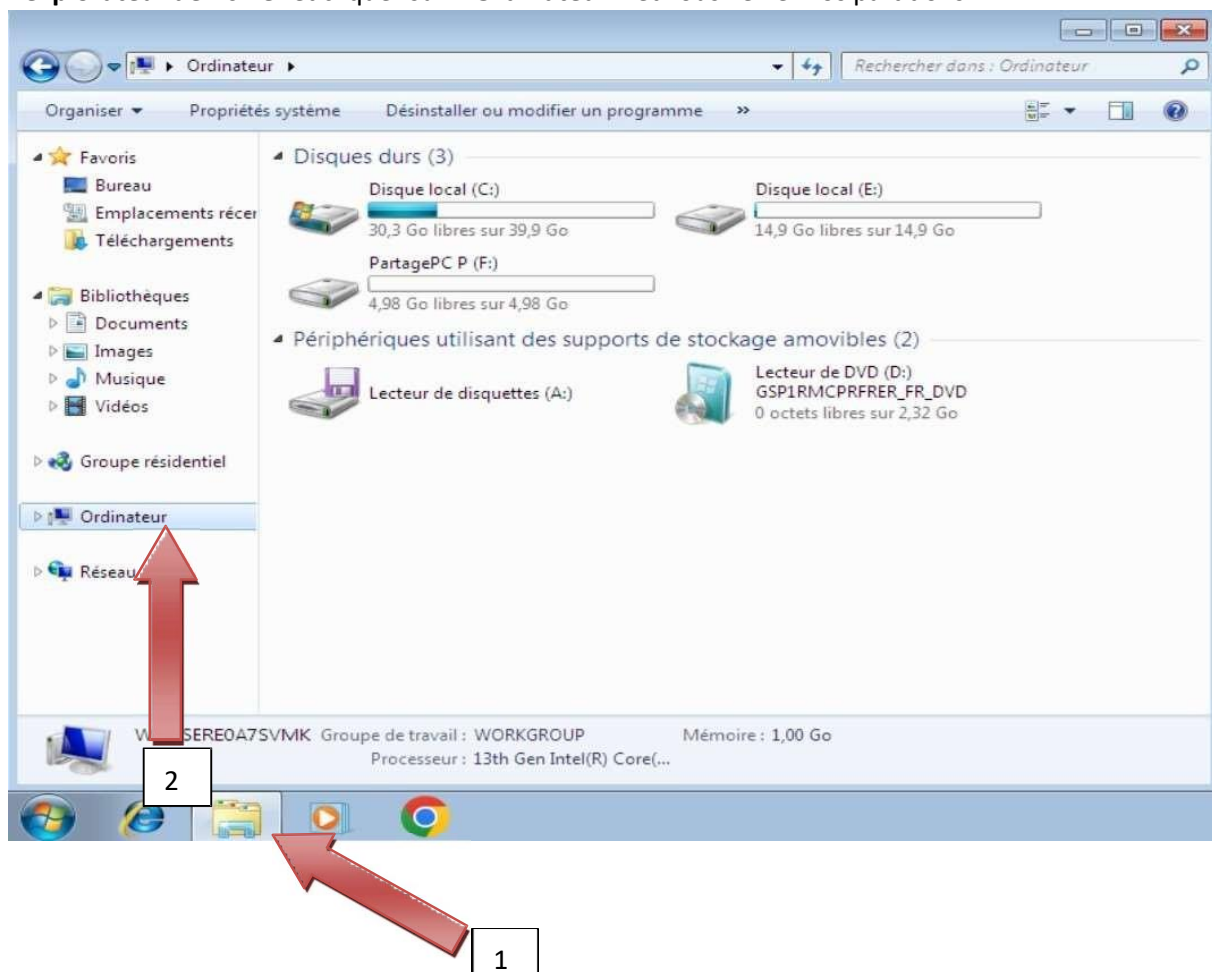 Ordinateur
Rechercher dans : Ordinateur
Organiser
Propriétés système
Désinstaller ou modifier un programme
»
Favoris
Bureau
Emplacements récer
Téléchargements
Bibliothèques
Documents
Images
Musique
Vidéos
Groupe résidentiel
Ordinateur
Réseau
Disques durs (3)
Disque local (C:)
30,3 Go libres sur 39,9 Go
Disque local (E:)
14,9 Go libres sur 14,9 Go
PartagePC P (F:)
4,98 Go libres sur 4,98 Go
Périphériques utilisant des supports de stockage amovibles (2)
Lecteur de disquettes (A:)
Lecteur de DVD (D:)
GSP1RMCPRFRER_FR_DVD
0 octets libres sur 2,32 Go
SERE0A7SVMK Groupe de travail : WORKGROUP Mémoire : 1,00 Go
Processeur : 13th Gen Intel(R) Core(...
2
1